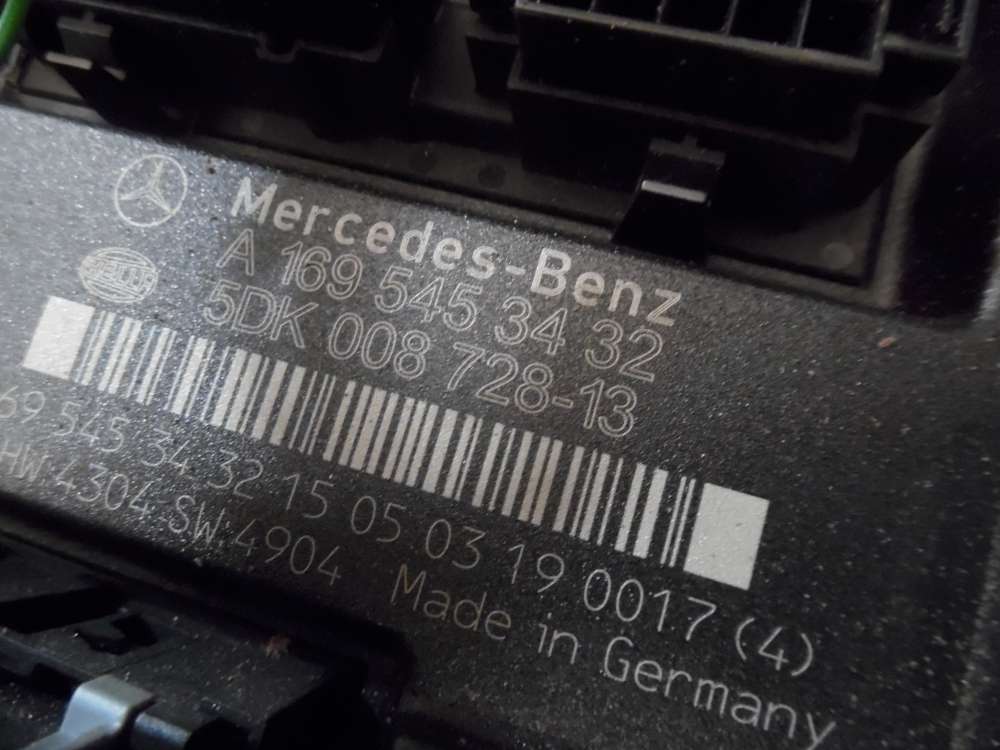 Mercedes-Benz
A 169 545 34 32
HELLA
5DK 008 728-13
69 545 34 32 15 05 03 19 0017 (4)
HW:4304 SW:4904 Made in Germany